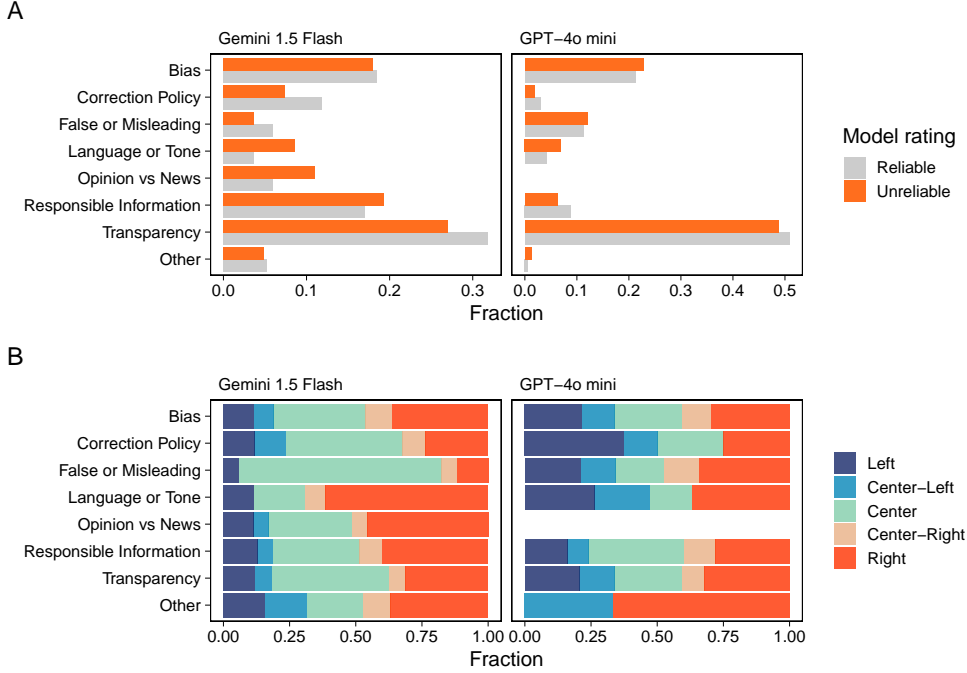 A
Gemini 1.5 Flash
GPT−4o mini
Bias
Correction Policy
False or Misleading
Language or Tone
Opinion vs News
Responsible Information
Transparency
Other
0.0 0.1 0.2 0.3
0.0 0.1 0.2 0.3 0.4 0.5
Fraction
Model rating
Reliable
Unreliable
B
Gemini 1.5 Flash
GPT−4o mini
Bias
Correction Policy
False or Misleading
Language or Tone
Opinion vs News
Responsible Information
Transparency
Other
0.00 0.25 0.50 0.75 1.00
0.00 0.25 0.50 0.75 1.00
Fraction
Left
Center−Left
Center
Center−Right
Right